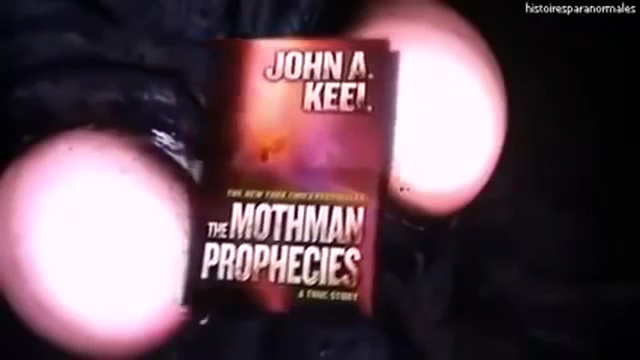 histoiresparanormales
JOHN A.
KEEL
THE NEW YORK TIMES BESTSELLER
THE MOTHMAN
PROPHECIES
A TRUE STORY